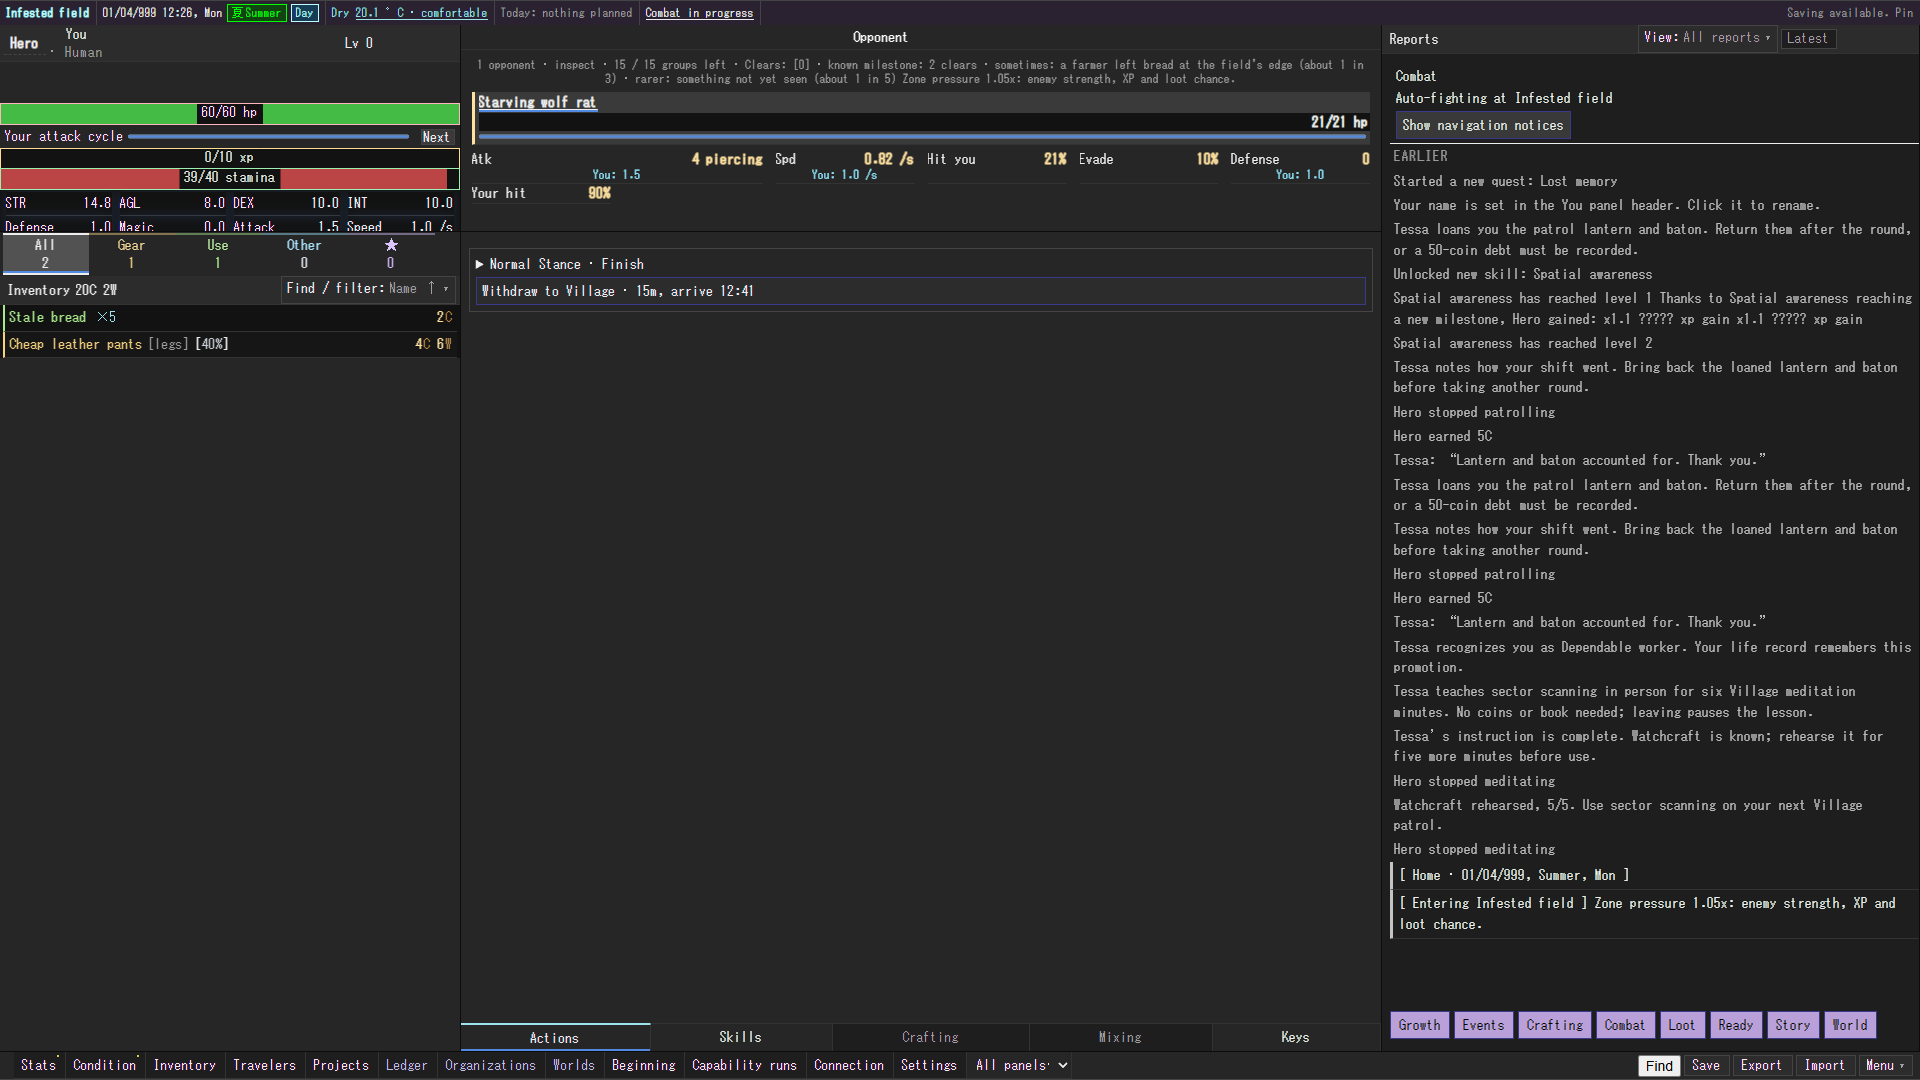 Infested field 01/04/999 12:26, Mon 夏Summer Day Dry 20.1 ° C · comfortable Today: nothing planned Combat in progress Saving available. Pin
Hero · You Human Lv 0
60/60 hp
Your attack cycle Next
0/10 xp
39/40 stamina
STR 14.8 AGL 8.0 DEX 10.0 INT 10.0
Defense 1.0 Magic 0.0 Attack 1.5 Speed 1.0 /s
All 2 Gear 1 Use 1 Other 0 ★ 0
Inventory 20C 2W Find / filter: Name ↑ ▾
Stale bread ×5 2C
Cheap leather pants [legs] [40%] 4C 6W
Opponent
1 opponent · inspect · 15 / 15 groups left · Clears: [0] · known milestone: 2 clears · sometimes: a farmer left bread at the field's edge (about 1 in
3) · rarer: something not yet seen (about 1 in 5) Zone pressure 1.05x: enemy strength, XP and loot chance.
Starving wolf rat
21/21 hp
Atk 4 piercing Spd 0.82 /s Hit you 21% Evade 10% Defense 0
You: 1.5 You: 1.0 /s You: 1.0
Your hit 90%
▶ Normal Stance · Finish
Withdraw to Village · 15m, arrive 12:41
Actions Skills Crafting Mixing Keys
Reports View: All reports ▾ Latest
Combat
Auto-fighting at Infested field
Show navigation notices
EARLIER
Started a new quest: Lost memory
Your name is set in the You panel header. Click it to rename.
Tessa loans you the patrol lantern and baton. Return them after the round,
or a 50-coin debt must be recorded.
Unlocked new skill: Spatial awareness
Spatial awareness has reached level 1 Thanks to Spatial awareness reaching
a new milestone, Hero gained: x1.1 ????? xp gain x1.1 ????? xp gain
Spatial awareness has reached level 2
Tessa notes how your shift went. Bring back the loaned lantern and baton
before taking another round.
Hero stopped patrolling
Hero earned 5C
Tessa: “Lantern and baton accounted for. Thank you.”
Tessa loans you the patrol lantern and baton. Return them after the round,
or a 50-coin debt must be recorded.
Tessa notes how your shift went. Bring back the loaned lantern and baton
before taking another round.
Hero stopped patrolling
Hero earned 5C
Tessa: “Lantern and baton accounted for. Thank you.”
Tessa recognizes you as Dependable worker. Your life record remembers this
promotion.
Tessa teaches sector scanning in person for six Village meditation
minutes. No coins or book needed; leaving pauses the lesson.
Tessa’s instruction is complete. Watchcraft is known; rehearse it for
five more minutes before use.
Hero stopped meditating
Watchcraft rehearsed, 5/5. Use sector scanning on your next Village
patrol.
Hero stopped meditating
[ Home · 01/04/999, Summer, Mon ]
[ Entering Infested field ] Zone pressure 1.05x: enemy strength, XP and
loot chance.
Growth Events Crafting Combat Loot Ready Story World
Stats Condition Inventory Travelers Projects Ledger Organizations Worlds Beginning Capability runs Connection Settings All panels Find Save Export Import Menu ▾